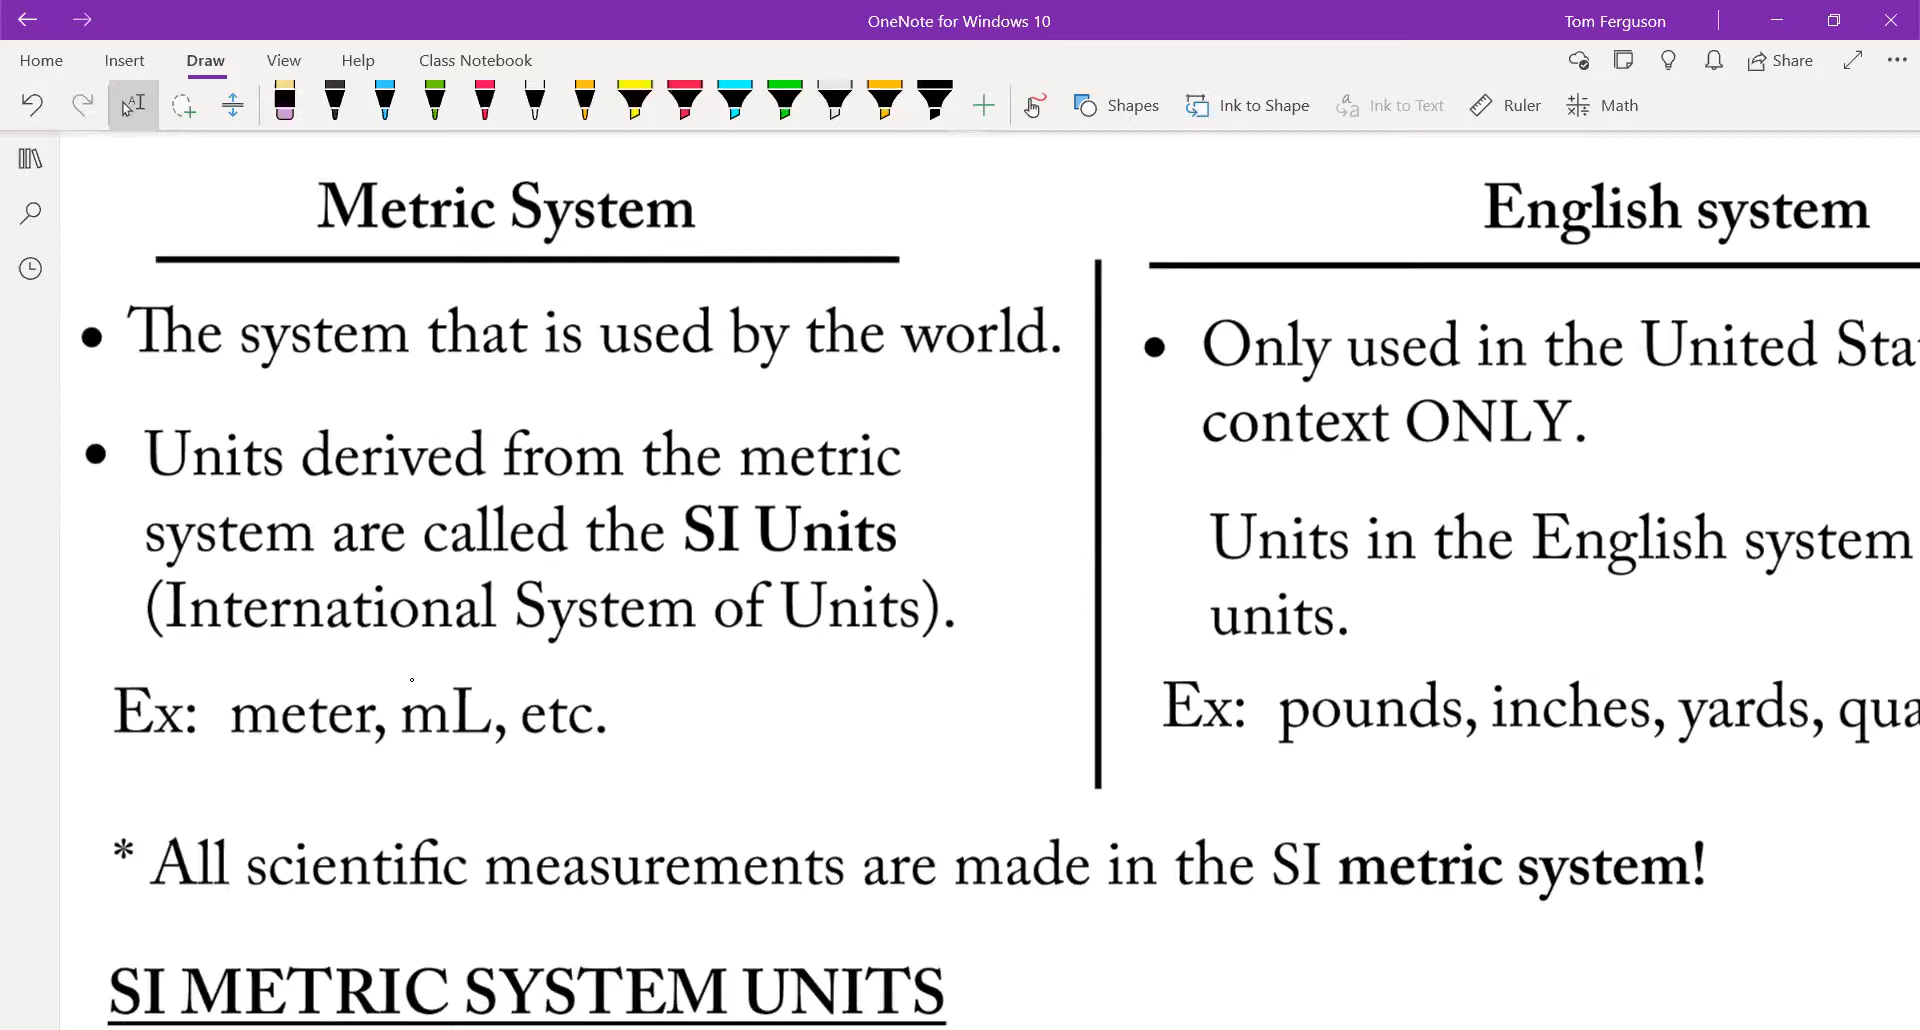 OneNote for Windows 10
Tom Ferguson
Home Insert Draw View Help Class Notebook
Share
Shapes Ink to Shape Ink to Text Ruler Math
Metric System
• The system that is used by the world.
• Units derived from the metric
system are called the SI Units
(International System of Units).
Ex: meter, mL, etc.
English system
• Only used in the United Sta
context ONLY.
Units in the English system
units.
Ex: pounds, inches, yards, qua
* All scientific measurements are made in the SI metric system!
SI METRIC SYSTEM UNITS